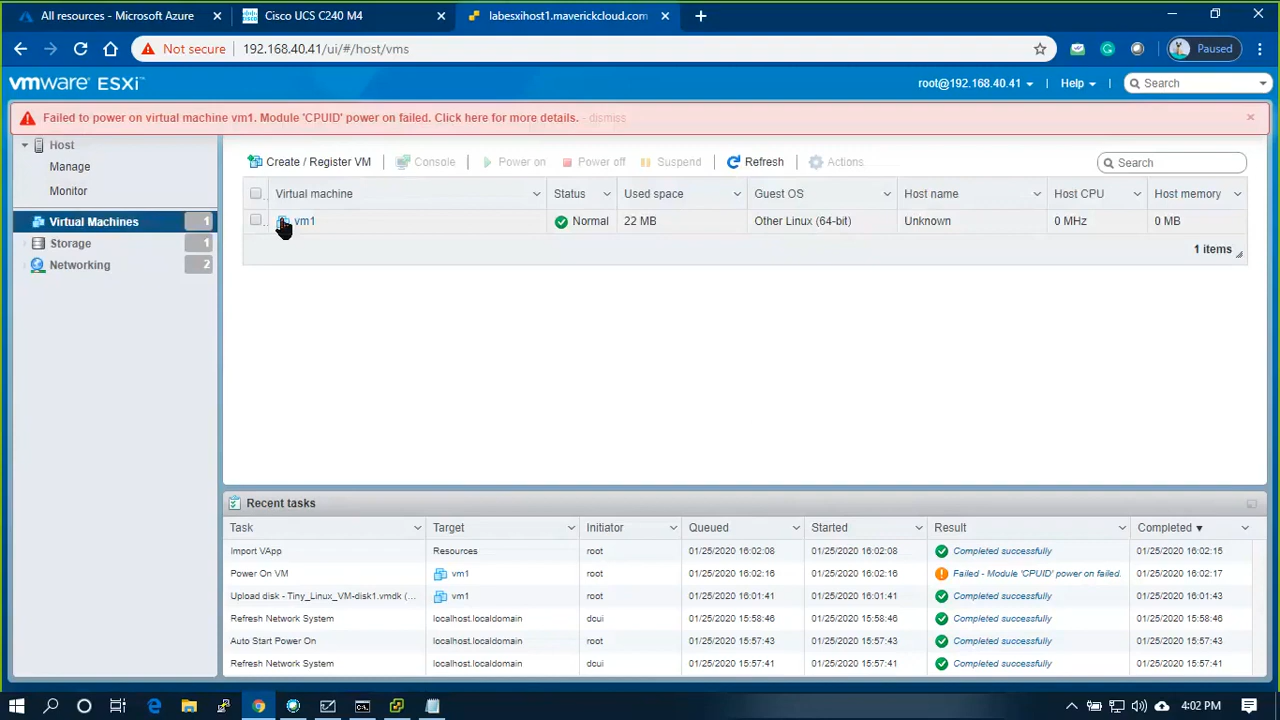 All resources - Microsoft Azure
Cisco UCS C240 M4
labesxihost1.maverickcloud.com
Not secure
192.168.40.41/ui/#/host/vms
Paused
vmware ESXi™
root@192.168.40.41
Help
Search
Failed to power on virtual machine vm1. Module 'CPUID' power on failed. Click here for more details. - dismiss
Host
Manage
Monitor
Virtual Machines 1
Storage 1
Networking 2
Create / Register VM
Console
Power on
Power off
Suspend
Refresh
Actions
Search
Virtual machine Status Used space Guest OS Host name Host CPU Host memory
vm1 Normal 22 MB Other Linux (64-bit) Unknown 0 MHz 0 MB
1 items
Recent tasks
Task Target Initiator Queued Started Result Completed ▼
Import VApp Resources root 01/25/2020 16:02:08 01/25/2020 16:02:08 Completed successfully 01/25/2020 16:02:15
Power On VM vm1 root 01/25/2020 16:02:16 01/25/2020 16:02:16 Failed - Module 'CPUID' power on failed. 01/25/2020 16:02:17
Upload disk - Tiny_Linux_VM-disk1.vmdk (... vm1 root 01/25/2020 16:01:41 01/25/2020 16:01:41 Completed successfully 01/25/2020 16:01:43
Refresh Network System localhost.localdomain dcui 01/25/2020 15:58:46 01/25/2020 15:58:46 Completed successfully 01/25/2020 15:58:46
Auto Start Power On localhost.localdomain root 01/25/2020 15:57:43 01/25/2020 15:57:43 Completed successfully 01/25/2020 15:57:43
Refresh Network System localhost.localdomain dcui 01/25/2020 15:57:41 01/25/2020 15:57:41 Completed successfully 01/25/2020 15:57:41
4:02 PM